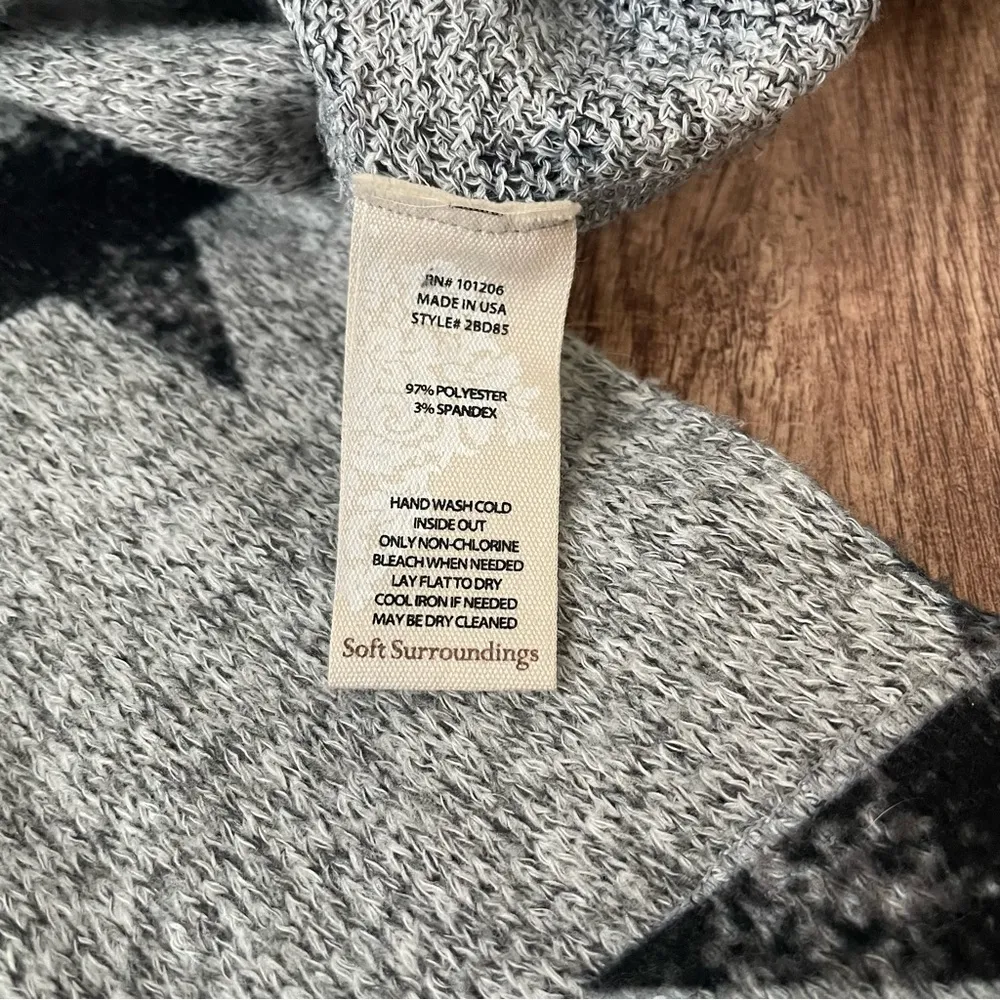 RN# 101206
MADE IN USA
STYLE# 2BD85
97% POLYESTER
3% SPANDEX
HAND WASH COLD
INSIDE OUT
ONLY NON-CHLORINE
BLEACH WHEN NEEDED
LAY FLAT TO DRY
COOL IRON IF NEEDED
MAY BE DRY CLEANED
Soft Surroundings